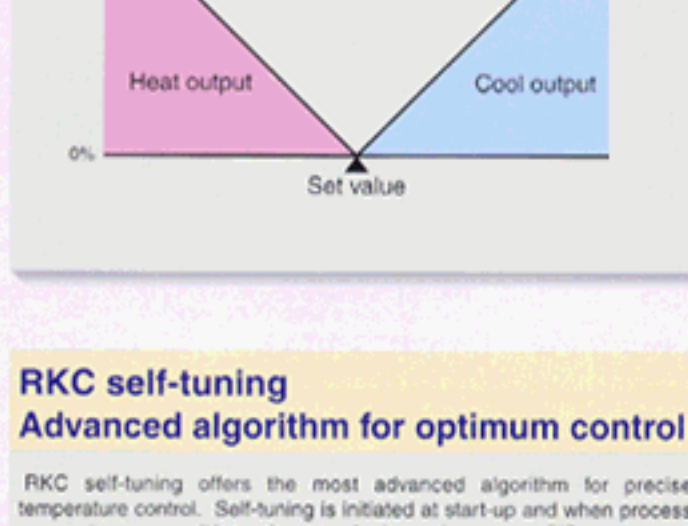 Heat output
Cool output
0%
Set value
RKC self-tuning
Advanced algorithm for optimum control
RKC self-tuning offers the most advanced algorithm for precise
temperature control. Self-tuning is initiated at start-up and when process